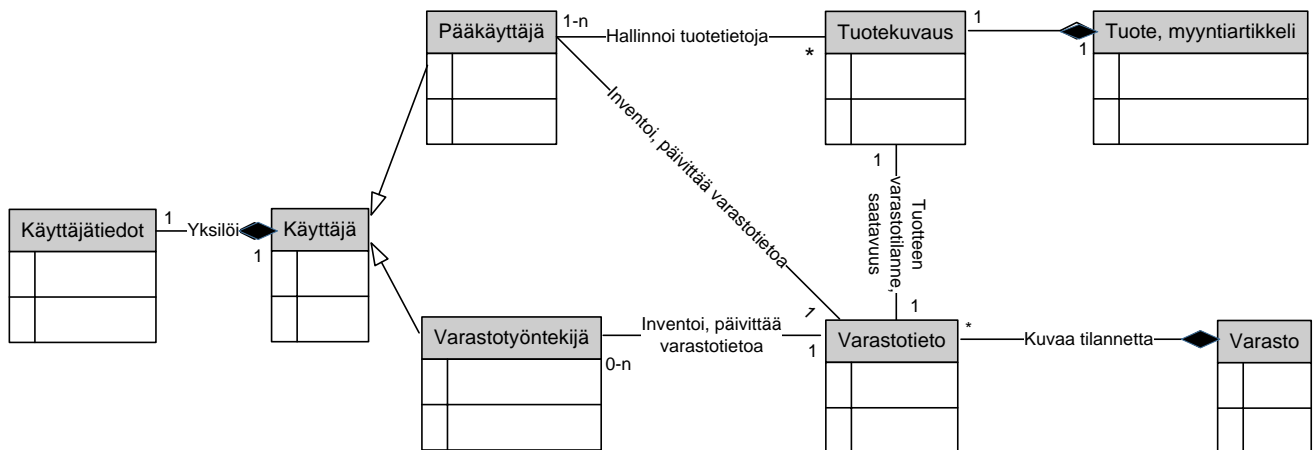 Pääkäyttäjä
1-n
Hallinnoi tuotetietoja
*
Tuotekuvaus
1
1
Tuote, myyntiartikkeli
Inventoi, päivittää varastotietoa
1
1
Tuotteen
varastotilanne,
saatavuus
1
Käyttäjätiedot
1
Yksilöi
1
Käyttäjä
Varastotyöntekijä
0-n
Inventoi, päivittää
varastotietoa
1
Varastotieto
*
Kuvaa tilannetta
Varasto